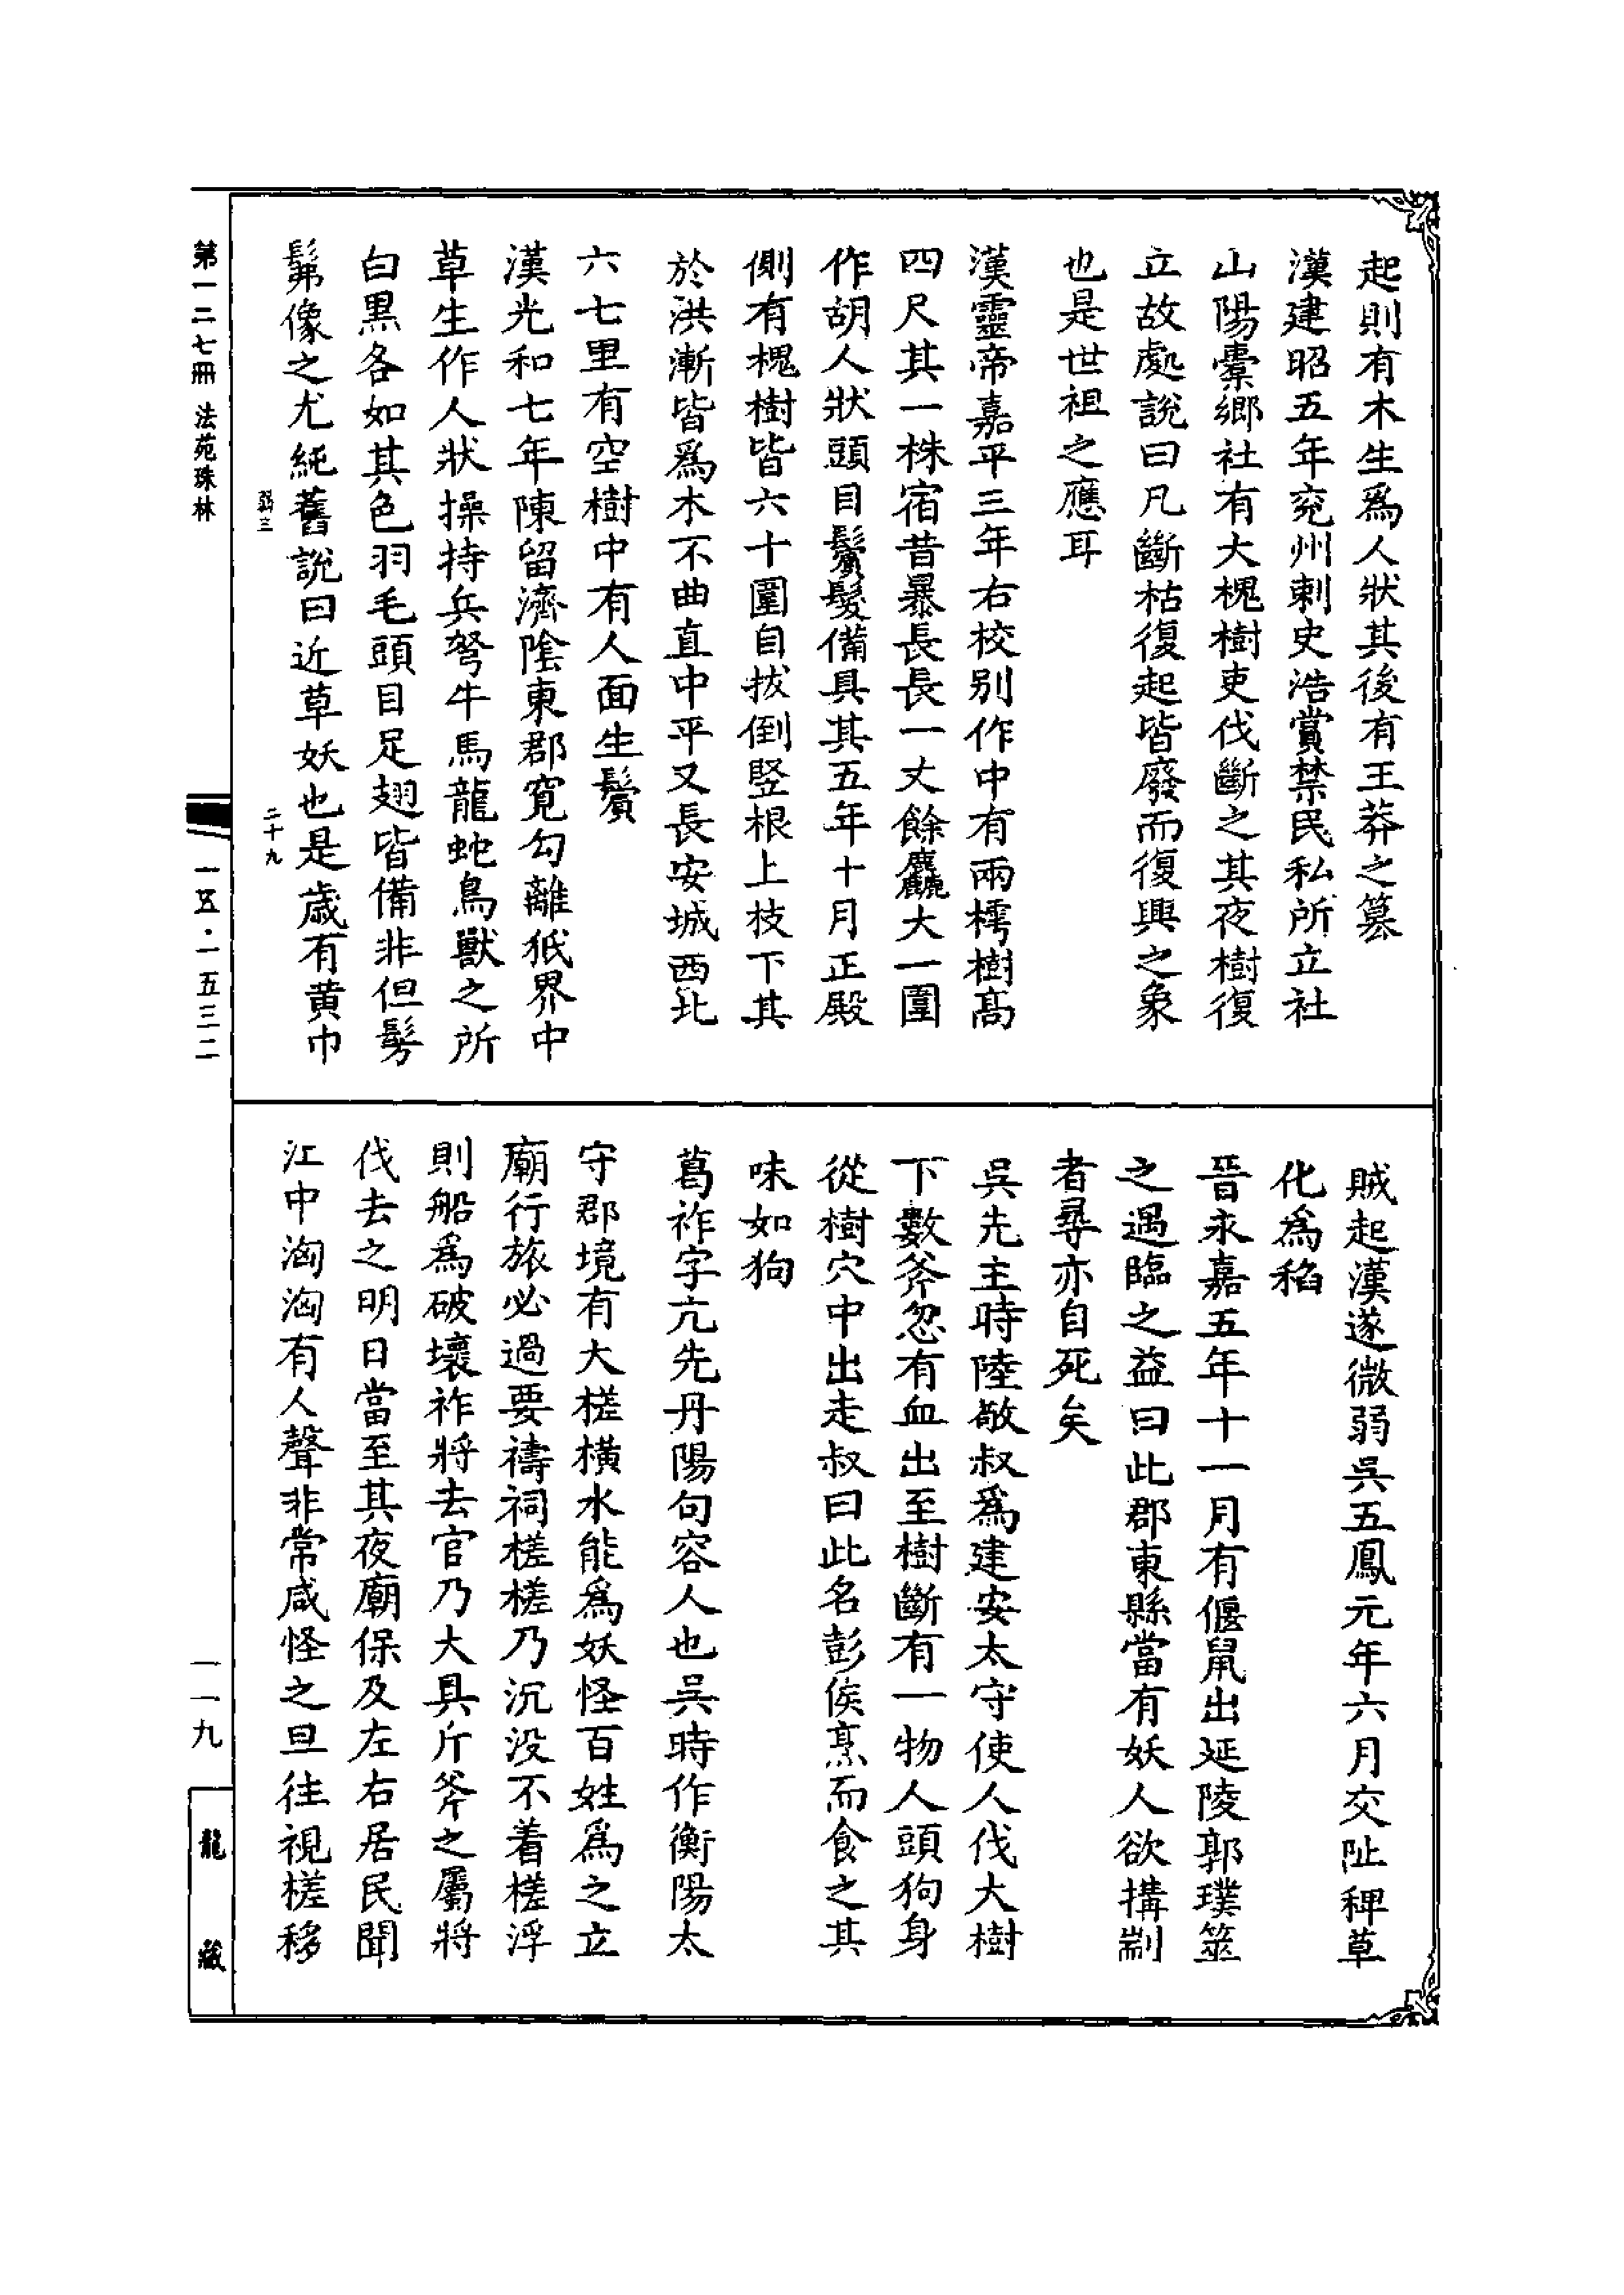 起則有木生爲人狀其後有王莽之篡
漢建昭五年兖州刺史浩賞禁民私所立社
山陽橐鄉社有大槐樹吏伐斷之其夜樹復
立故處說曰凡斷枯復起皆廢而復興之象
也是世祖之應耳
漢靈帝嘉平三年右校别作中有兩樗樹髙
四尺其一株宿昔暴長長一丈餘麤大一圍
作胡人狀頭目鬢髮備具其五年十月正殿
側有槐樹皆六十圍自拔倒竪根上枝下其
於洪漸皆爲木不曲直中平又長安城西北
六七里有空樹中有人面生鬢
漢光和七年陳留濟陰東郡寃勾離狐界中
草生作人狀操持兵弩牛馬龍蛇鳥獸之所
白黒各如其色羽毛頭目足翅皆備非但髣
髴像之尤純舊說曰近草妖也是歳有黄巾
賊起漢遂微弱吳五鳳元年六月交阯稗草
化為稻
晉永嘉五年十一月有偃鼠出延陵郭璞筮
之遇臨之益曰此郡東縣當有妖人欲搆制
者尋亦自死矣
吳先主時陸敬叔爲建安太守使人伐大樹
下數斧忽有血出至樹斷有一物人頭狗身
從樹穴中出走叔曰此名彭侯烹而食之其
味如狗
葛祚字亢先丹陽句容人也吳時作衡陽太
守郡境有大槎橫水能爲妖怪百姓爲之立
廟行旅必過要禱祠槎槎乃沉没不着槎浮
則船爲破壞祚將去官乃大具斤斧之屬將
伐去之明日當至其夜廟保及左右居民聞
江中洶洶有人聲非常咸怪之旦往視槎移
弱三
二十九
第一二七冊 法苑珠林
一五·一五三二
一一九
龍藏